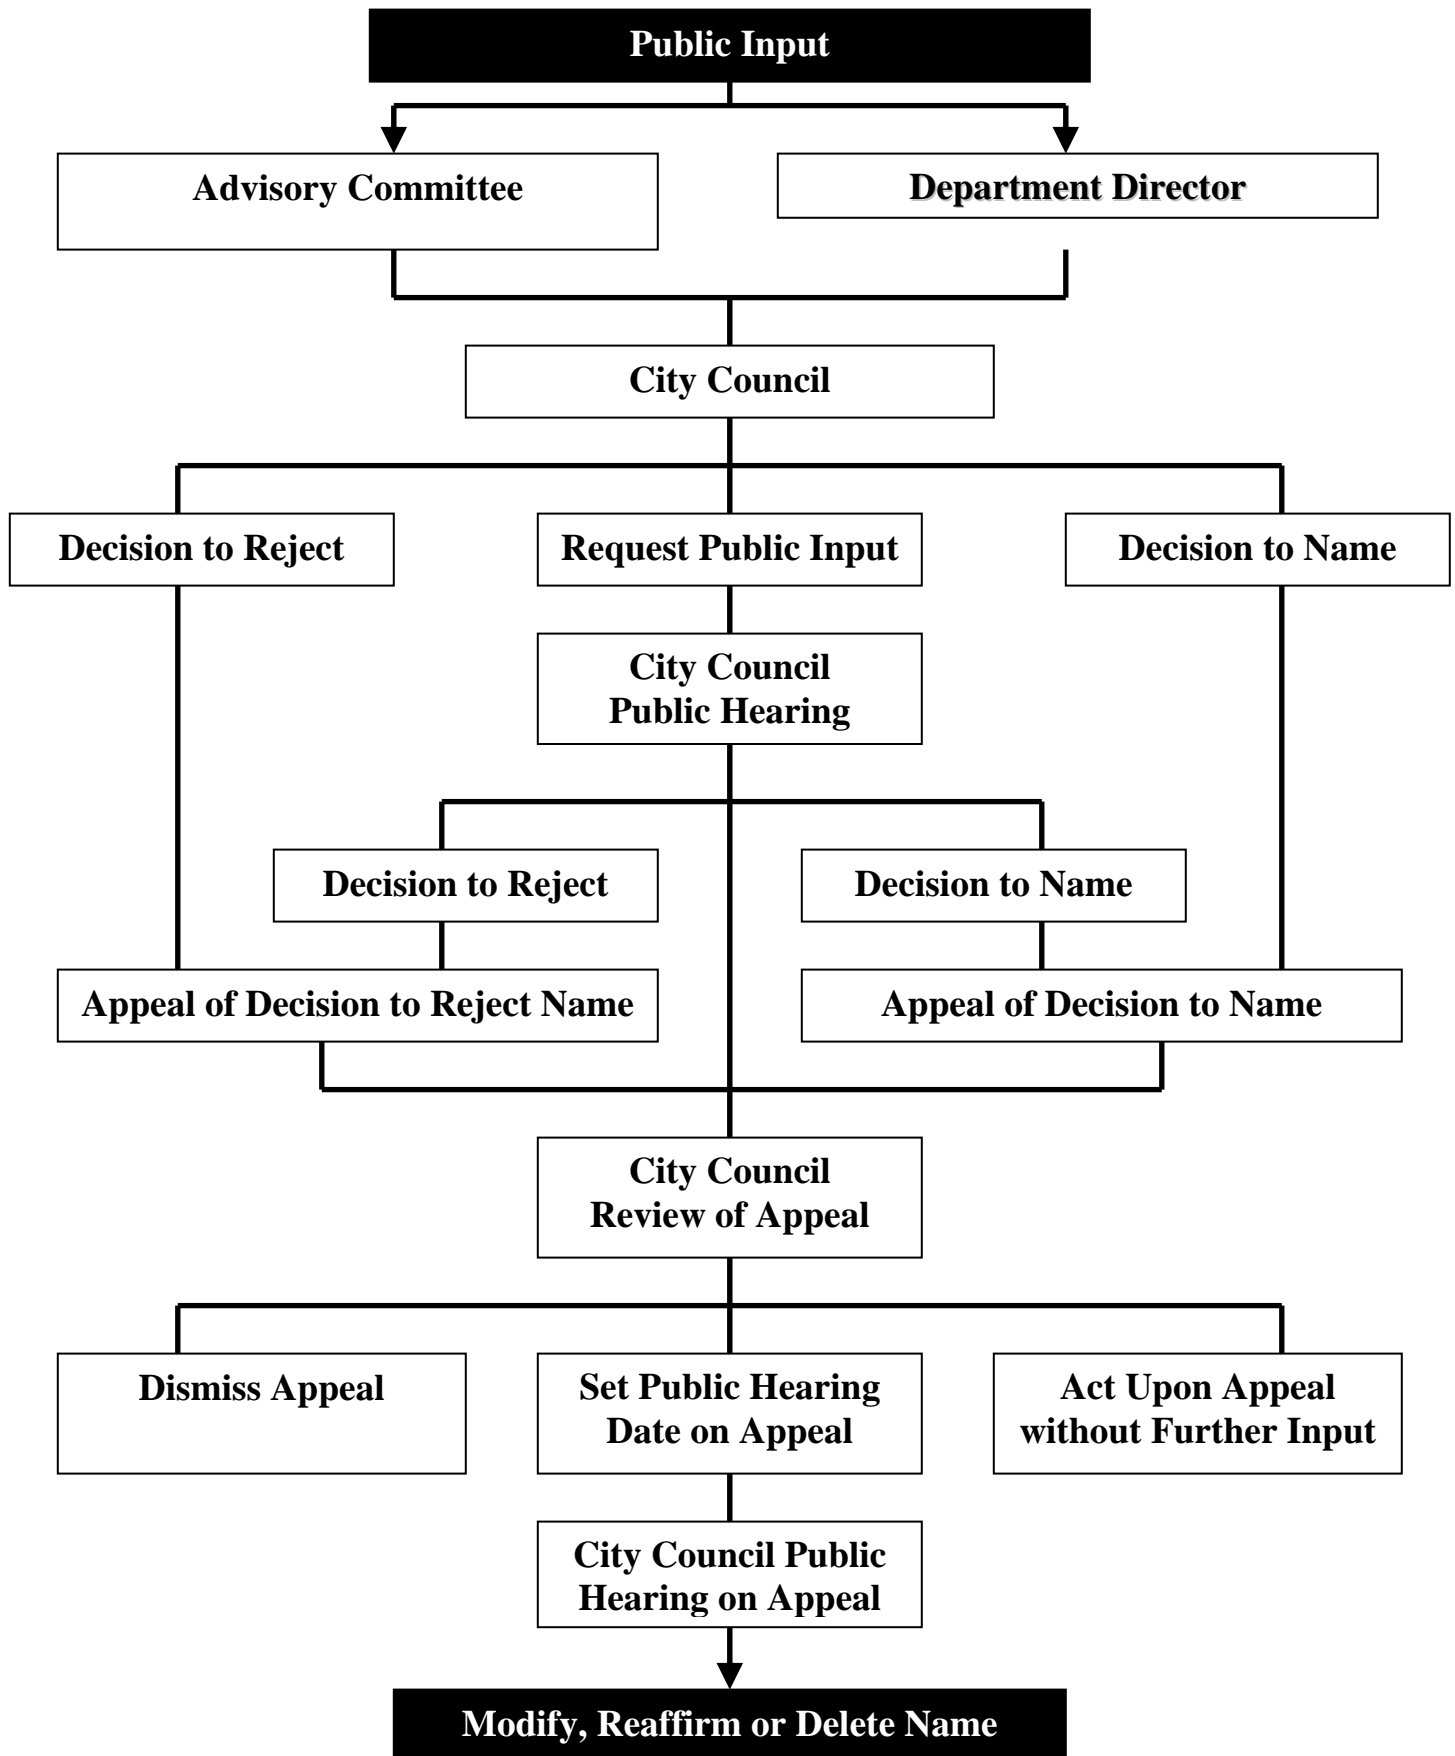 Public Input
Advisory Committee
Department Director
City Council
Decision to Reject
Request Public Input
Decision to Name
City Council
Public Hearing
Decision to Reject
Decision to Name
Appeal of Decision to Reject Name
Appeal of Decision to Name
City Council
Review of Appeal
Dismiss Appeal
Set Public Hearing
Date on Appeal
Act Upon Appeal
without Further Input
City Council Public
Hearing on Appeal
Modify, Reaffirm or Delete Name